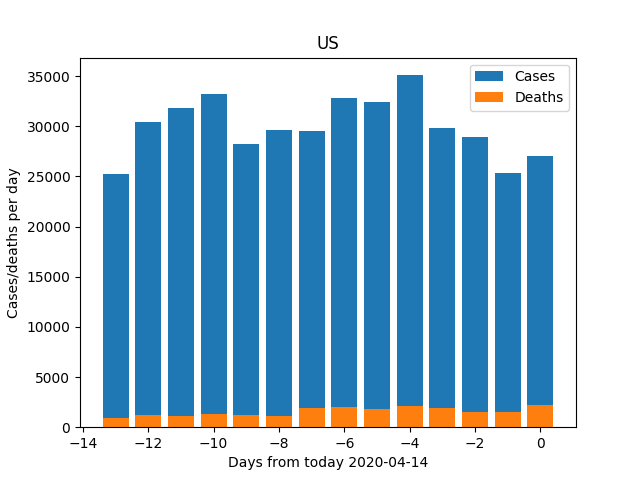 US
Cases
Deaths
Cases/deaths per day
35000
30000
25000
20000
15000
10000
5000
0
−14 −12 −10 −8 −6 −4 −2 0
Days from today 2020-04-14